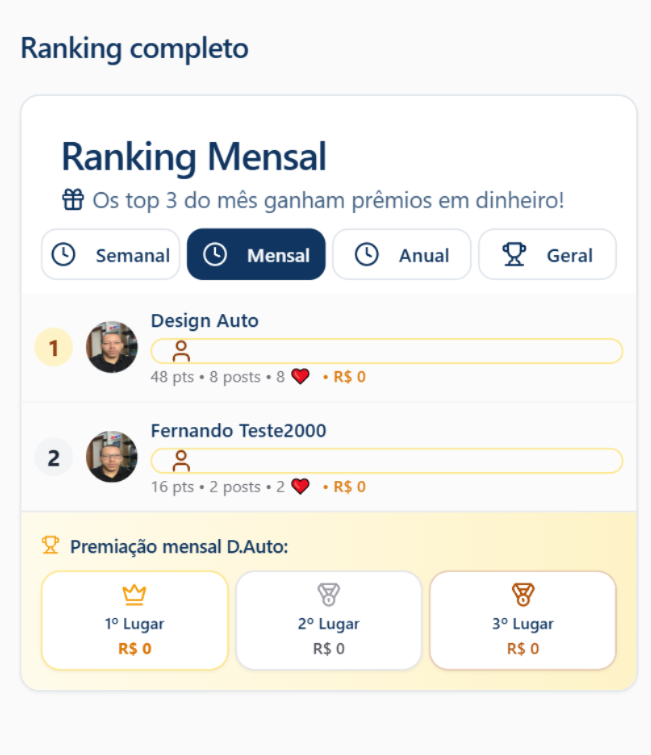 Ranking completo
Ranking Mensal
Os top 3 do mês ganham prêmios em dinheiro!
Semanal Mensal Anual Geral
1
Design Auto
48 pts • 8 posts • 8 ❤️ • R$ 0
2
Fernando Teste2000
16 pts • 2 posts • 2 ❤️ • R$ 0
Premiação mensal D.Auto:
1º Lugar 2º Lugar 3º Lugar
R$ 0 R$ 0 R$ 0